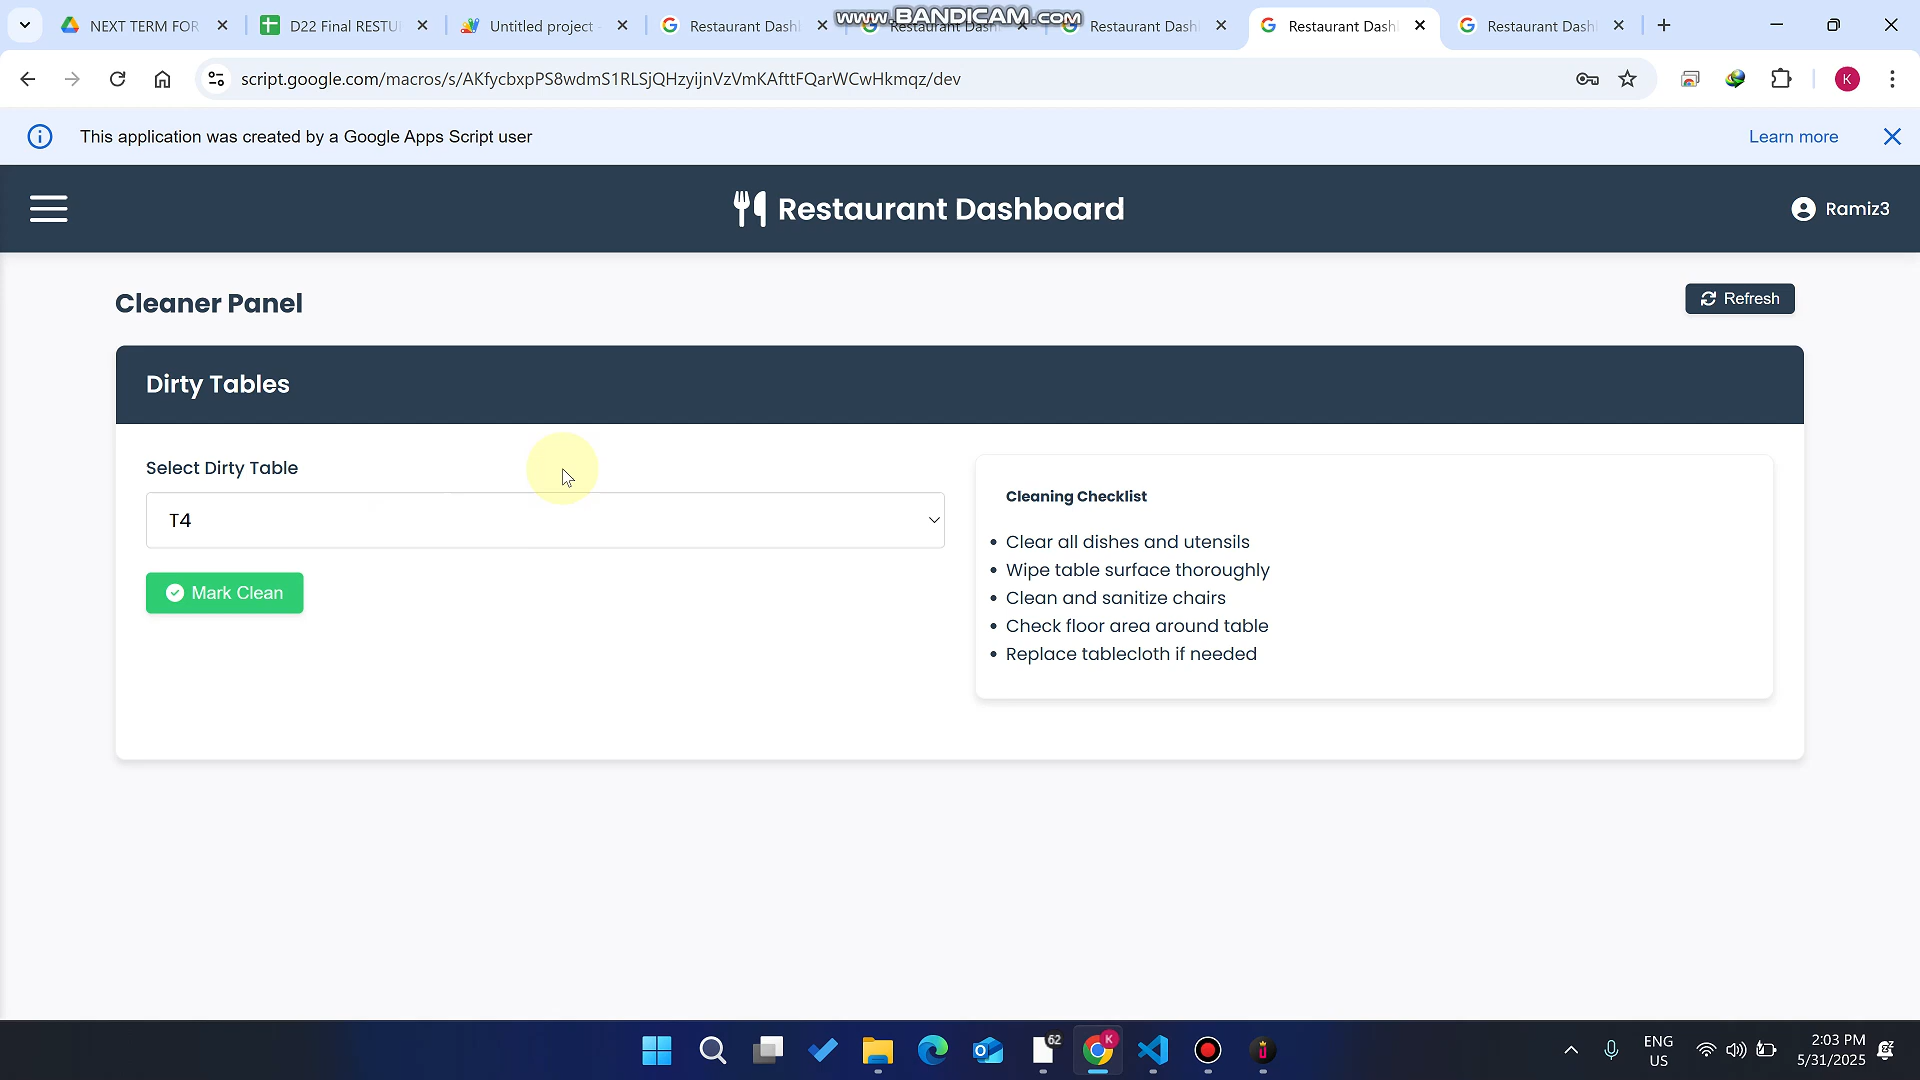 NEXT TERM FOR
D22 Final RESTU
Untitled project
Restaurant Dash
Restaurant Dash
Restaurant Dash
Restaurant Dash
Restaurant Dash
www.BANDICAM.com
script.google.com/macros/s/AKfycbxpPS8wdmS1RLSjQHzyijnVzVmKAfttFQarWCwHkmqz/dev
K
This application was created by a Google Apps Script user
Learn more
Restaurant Dashboard
Ramiz3
Cleaner Panel
Refresh
Dirty Tables
Select Dirty Table
T4
Mark Clean
Cleaning Checklist
• Clear all dishes and utensils
• Wipe table surface thoroughly
• Clean and sanitize chairs
• Check floor area around table
• Replace tablecloth if needed
62
K
ENG
US
2:03 PM
5/31/2025